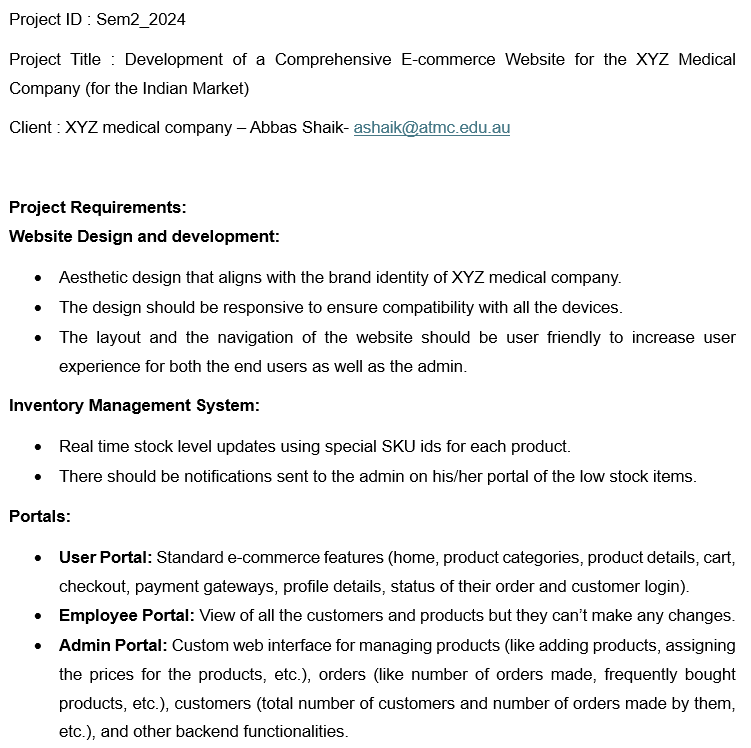 Project ID : Sem2_2024
Project Title : Development of a Comprehensive E-commerce Website for the XYZ Medical
Company (for the Indian Market)
Client : XYZ medical company – Abbas Shaik- ashaik@atmc.edu.au
Project Requirements:
Website Design and development:
• Aesthetic design that aligns with the brand identity of XYZ medical company.
• The design should be responsive to ensure compatibility with all the devices.
• The layout and the navigation of the website should be user friendly to increase user
experience for both the end users as well as the admin.
Inventory Management System:
• Real time stock level updates using special SKU ids for each product.
• There should be notifications sent to the admin on his/her portal of the low stock items.
Portals:
• User Portal: Standard e-commerce features (home, product categories, product details, cart,
checkout, payment gateways, profile details, status of their order and customer login).
• Employee Portal: View of all the customers and products but they can’t make any changes.
• Admin Portal: Custom web interface for managing products (like adding products, assigning
the prices for the products, etc.), orders (like number of orders made, frequently bought
products, etc.), customers (total number of customers and number of orders made by them,
etc.), and other backend functionalities.